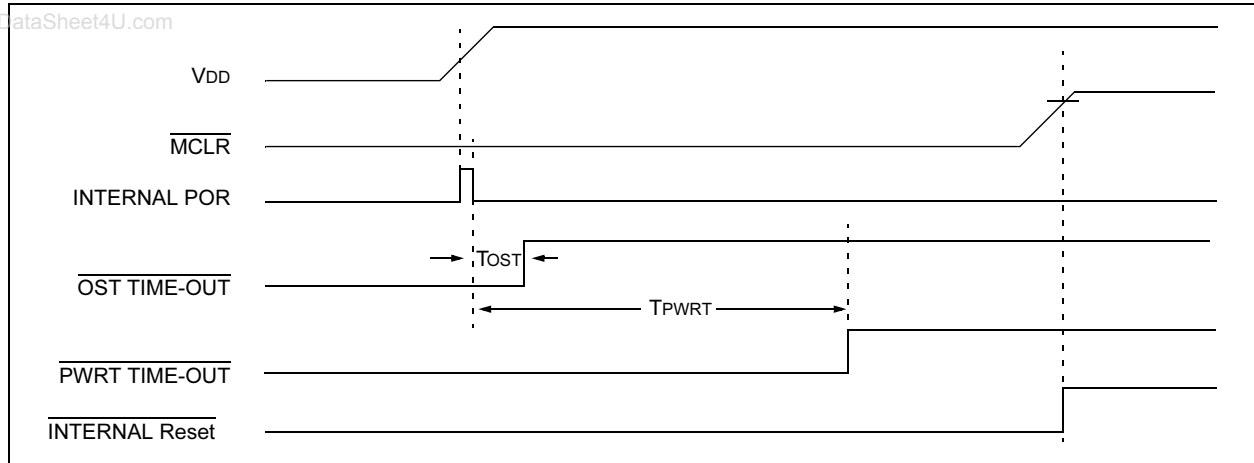 DataSheet4U.com
VDD
MCLR
INTERNAL POR
TOST
OST TIME-OUT
TPWRT
PWRT TIME-OUT
INTERNAL Reset